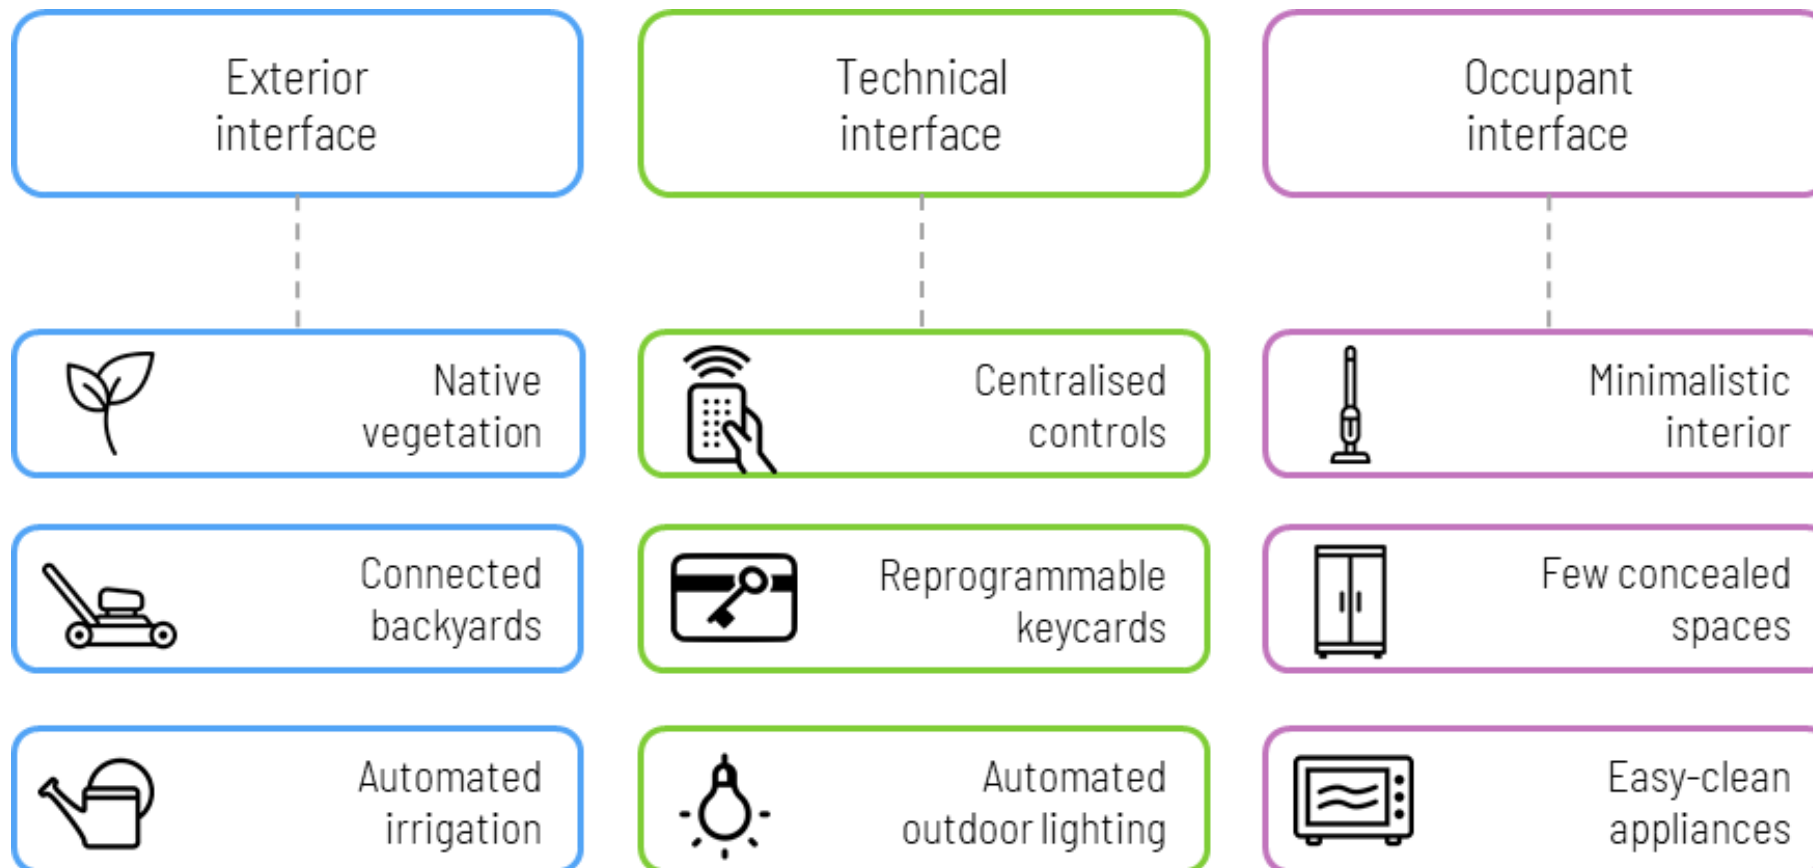 Exterior
interface
Technical
interface
Occupant
interface
Native
vegetation
Centralised
controls
Minimalistic
interior
Connected
backyards
Reprogrammable
keycards
Few concealed
spaces
Automated
irrigation
Automated
outdoor lighting
Easy-clean
appliances